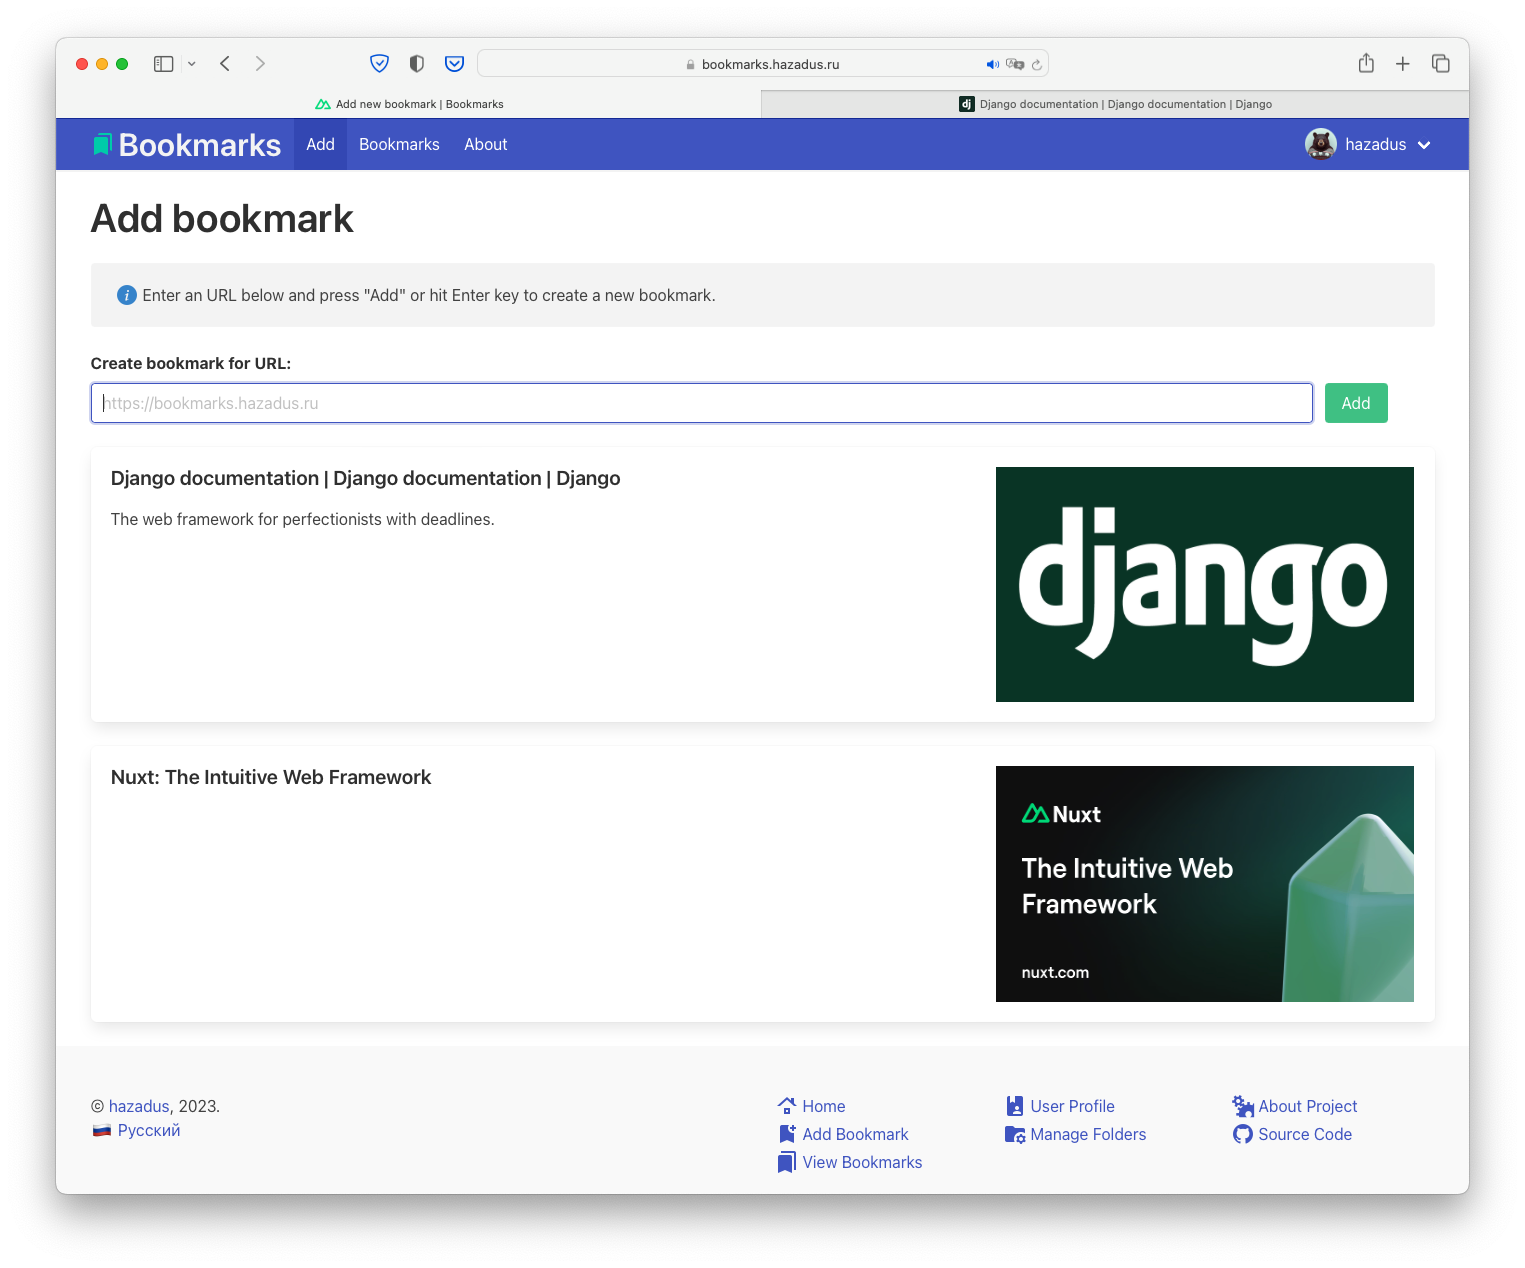 bookmarks.hazadus.ru
Add new bookmark | Bookmarks
dj Django documentation | Django documentation | Django
Bookmarks Add Bookmarks About hazadus
Add bookmark
i Enter an URL below and press "Add" or hit Enter key to create a new bookmark.
Create bookmark for URL:
https://bookmarks.hazadus.ru Add
Django documentation | Django documentation | Django
The web framework for perfectionists with deadlines.
django
Nuxt: The Intuitive Web Framework
Nuxt
The Intuitive Web
Framework
nuxt.com
© hazadus, 2023.
Русский
Home
Add Bookmark
View Bookmarks
User Profile
Manage Folders
About Project
Source Code